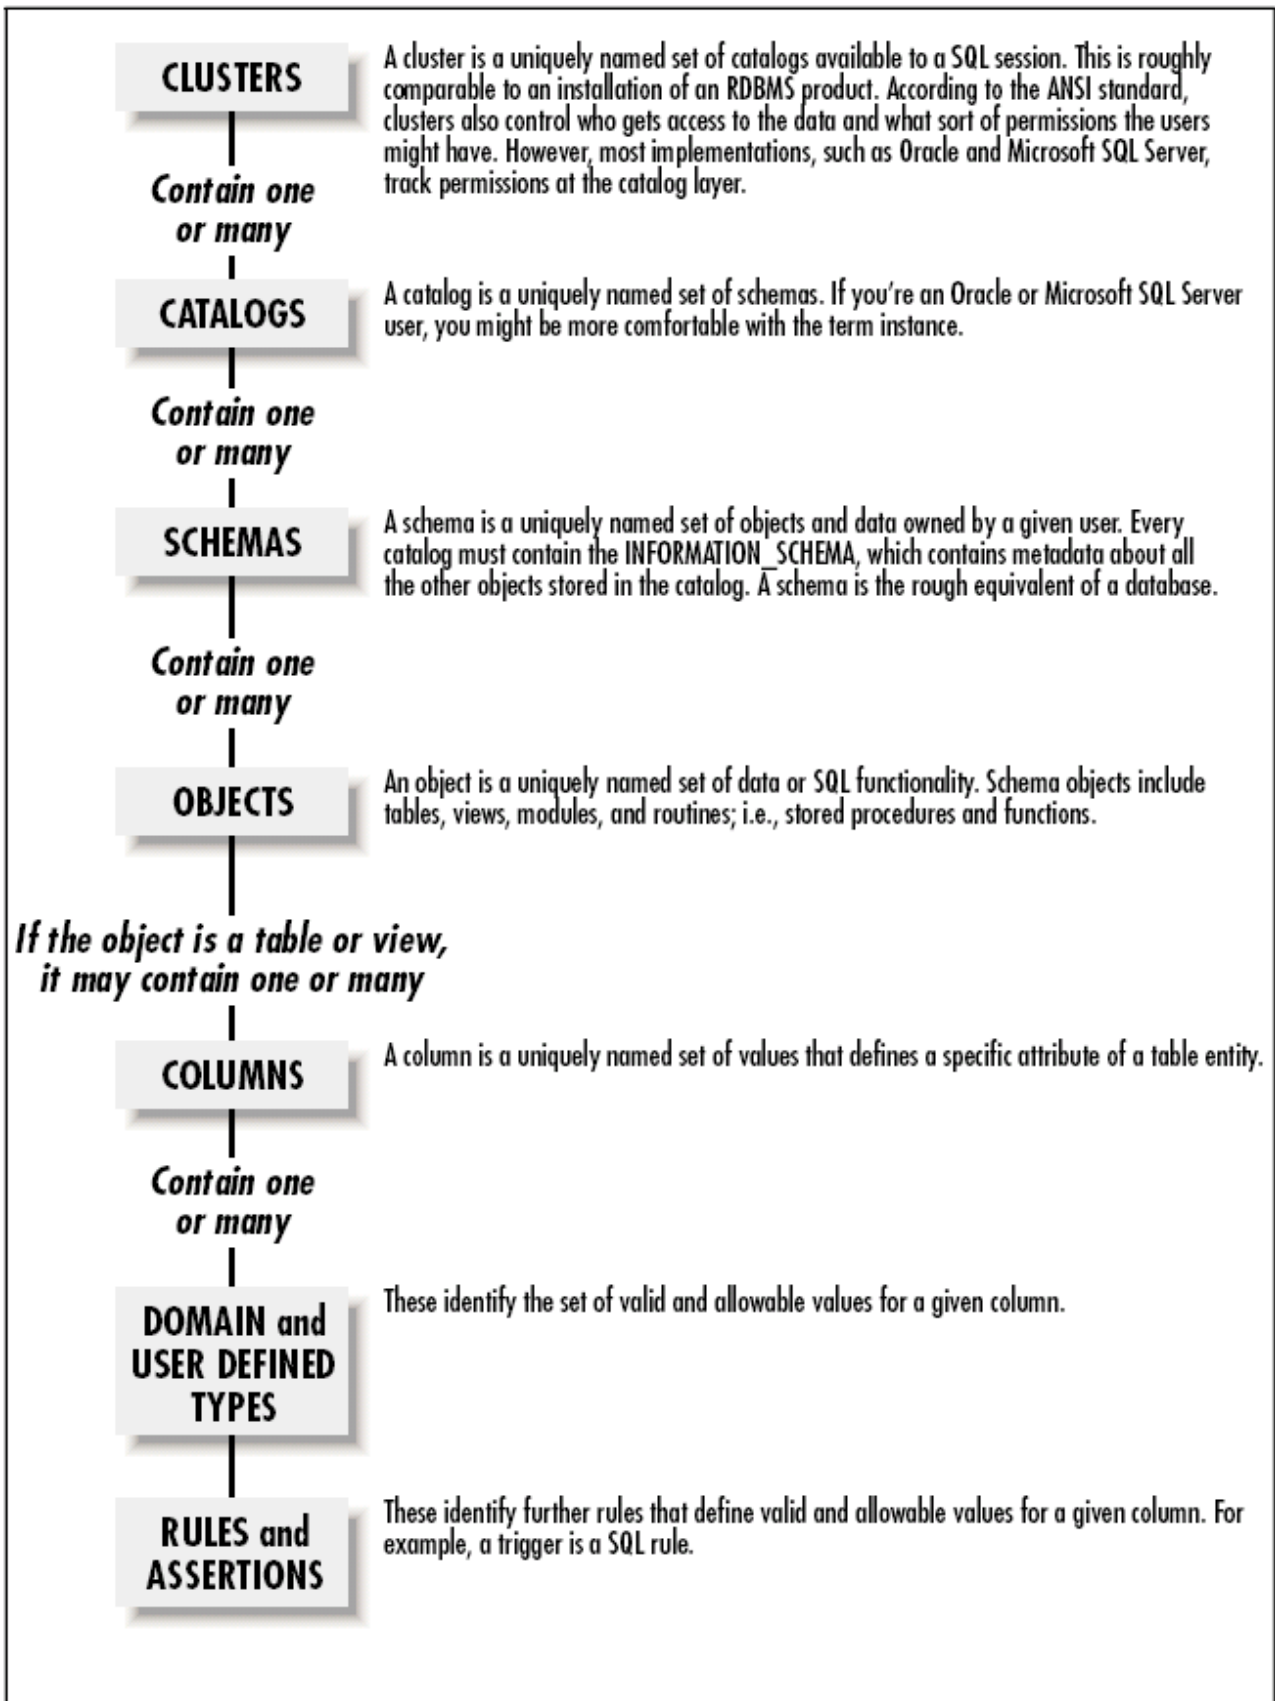 CLUSTERS
A cluster is a uniquely named set of catalogs available to a SQL session. This is roughly
comparable to an installation of an RDBMS product. According to the ANSI standard,
clusters also control who gets access to the data and what sort of permissions the users
might have. However, most implementations, such as Oracle and Microsoft SQL Server,
track permissions at the catalog layer.
Contain one
or many
CATALOGS
A catalog is a uniquely named set of schemas. If you're an Oracle or Microsoft SQL Server
user, you might be more comfortable with the term instance.
Contain one
or many
SCHEMAS
A schema is a uniquely named set of objects and data owned by a given user. Every
catalog must contain the INFORMATION_SCHEMA, which contains metadata about all
the other objects stored in the catalog. A schema is the rough equivalent of a database.
Contain one
or many
OBJECTS
An object is a uniquely named set of data or SQL functionality. Schema objects include
tables, views, modules, and routines; i.e., stored procedures and functions.
If the object is a table or view,
it may contain one or many
COLUMNS
A column is a uniquely named set of values that defines a specific attribute of a table entity.
Contain one
or many
DOMAIN and
USER DEFINED
TYPES
These identify the set of valid and allowable values for a given column.
RULES and
ASSERTIONS
These identify further rules that define valid and allowable values for a given column. For
example, a trigger is a SQL rule.